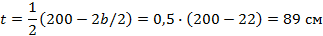 t = 1/2 (200 − 2b/2) = 0,5 · (200 − 22) = 89 см